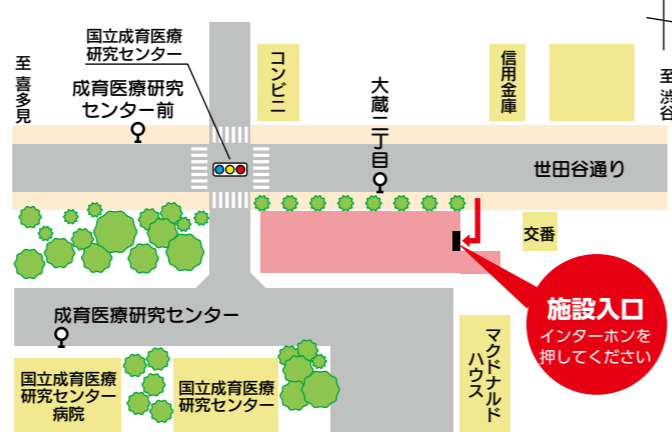 国立成育医療
研究センター
至 喜多見
成育医療研究
センター前
コンビニ
大蔵二丁目
信用金庫
至 渋谷
世田谷通り
交番
施設入口
インターホンを
押してください
成育医療研究センター
マクドナルド
ハウス
国立成育医療
研究センター
病院
国立成育医療
研究センター